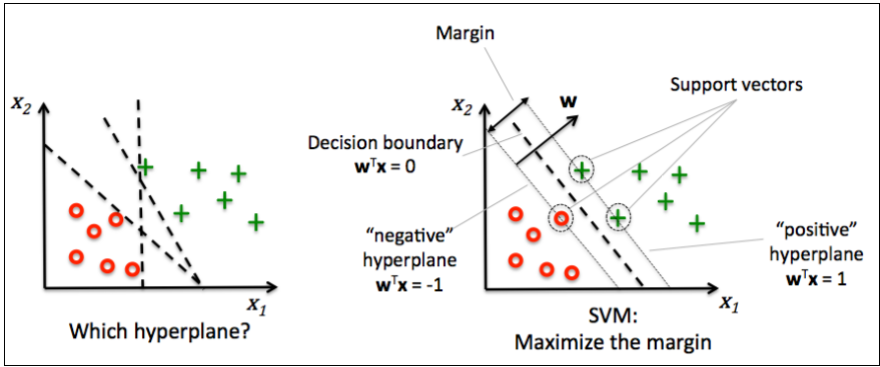 x₂
x₁
Which hyperplane?
Margin
x₂
w
Support vectors
Decision boundary
wᵀx = 0
“negative”
hyperplane
wᵀx = -1
“positive”
hyperplane
wᵀx = 1
x₁
SVM:
Maximize the margin